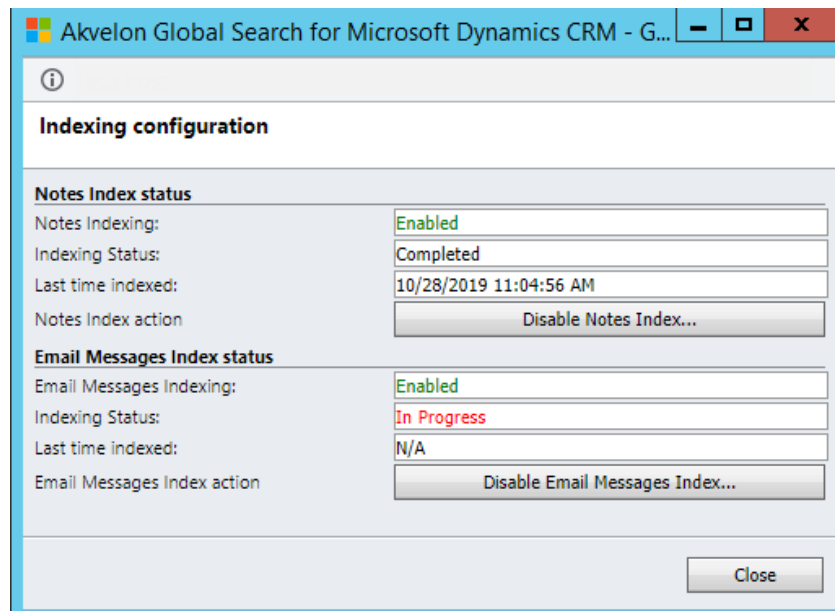 Akvelon Global Search for Microsoft Dynamics CRM - G...
Indexing configuration
Notes Index status
Notes Indexing: Enabled
Indexing Status: Completed
Last time indexed: 10/28/2019 11:04:56 AM
Notes Index action Disable Notes Index...
Email Messages Index status
Email Messages Indexing: Enabled
Indexing Status: In Progress
Last time indexed: N/A
Email Messages Index action Disable Email Messages Index...
Close